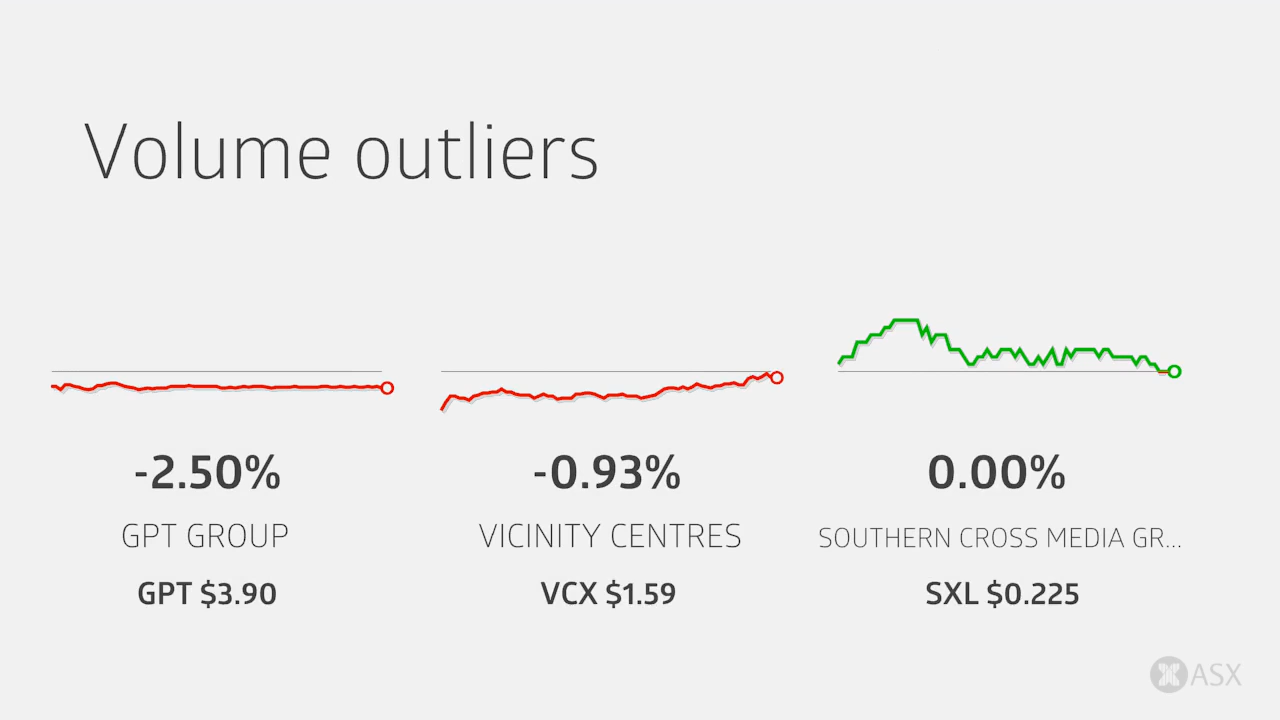 Volume outliers
-2.50%
GPT GROUP
GPT $3.90
-0.93%
VICINITY CENTRES
VCX $1.59
0.00%
SOUTHERN CROSS MEDIA GR...
SXL $0.225
ASX